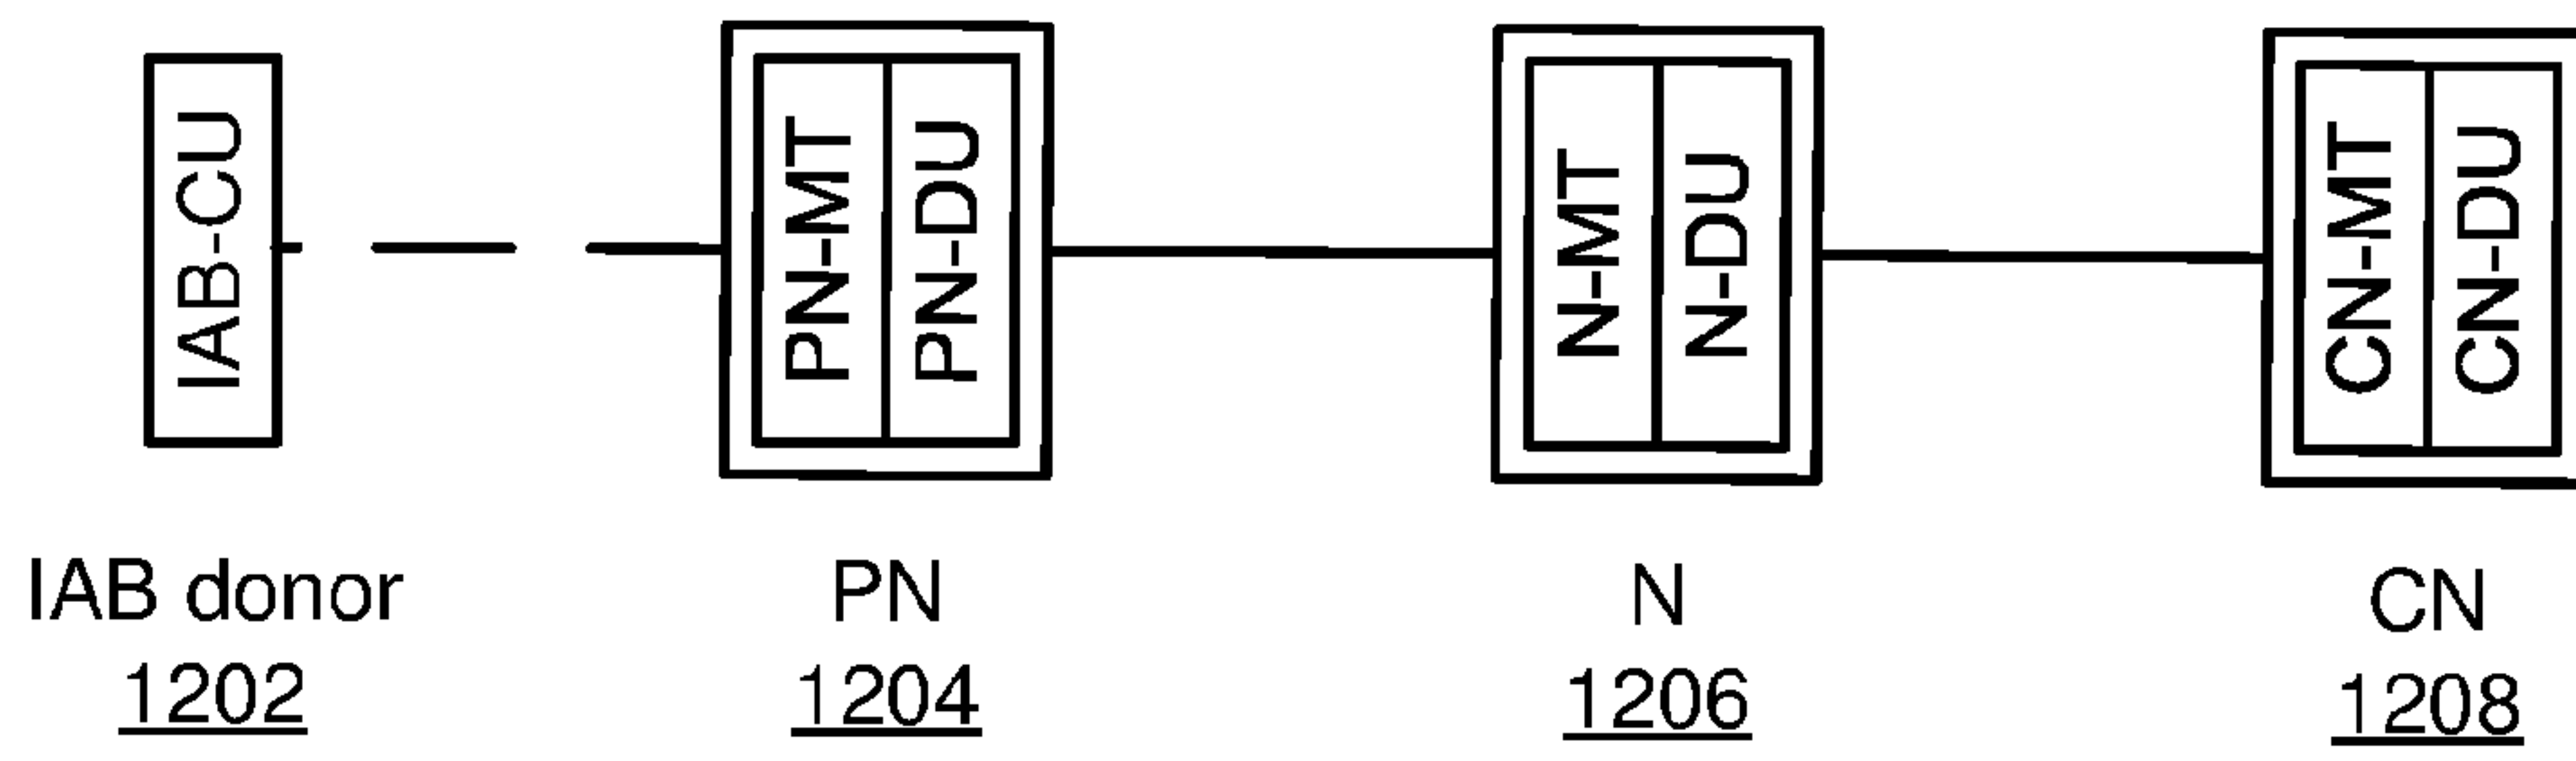 IAB-CU
PN-MT
PN-DU
N-MT
N-DU
CN-MT
CN-DU
IAB donor
1202
PN
1204
N
1206
CN
1208